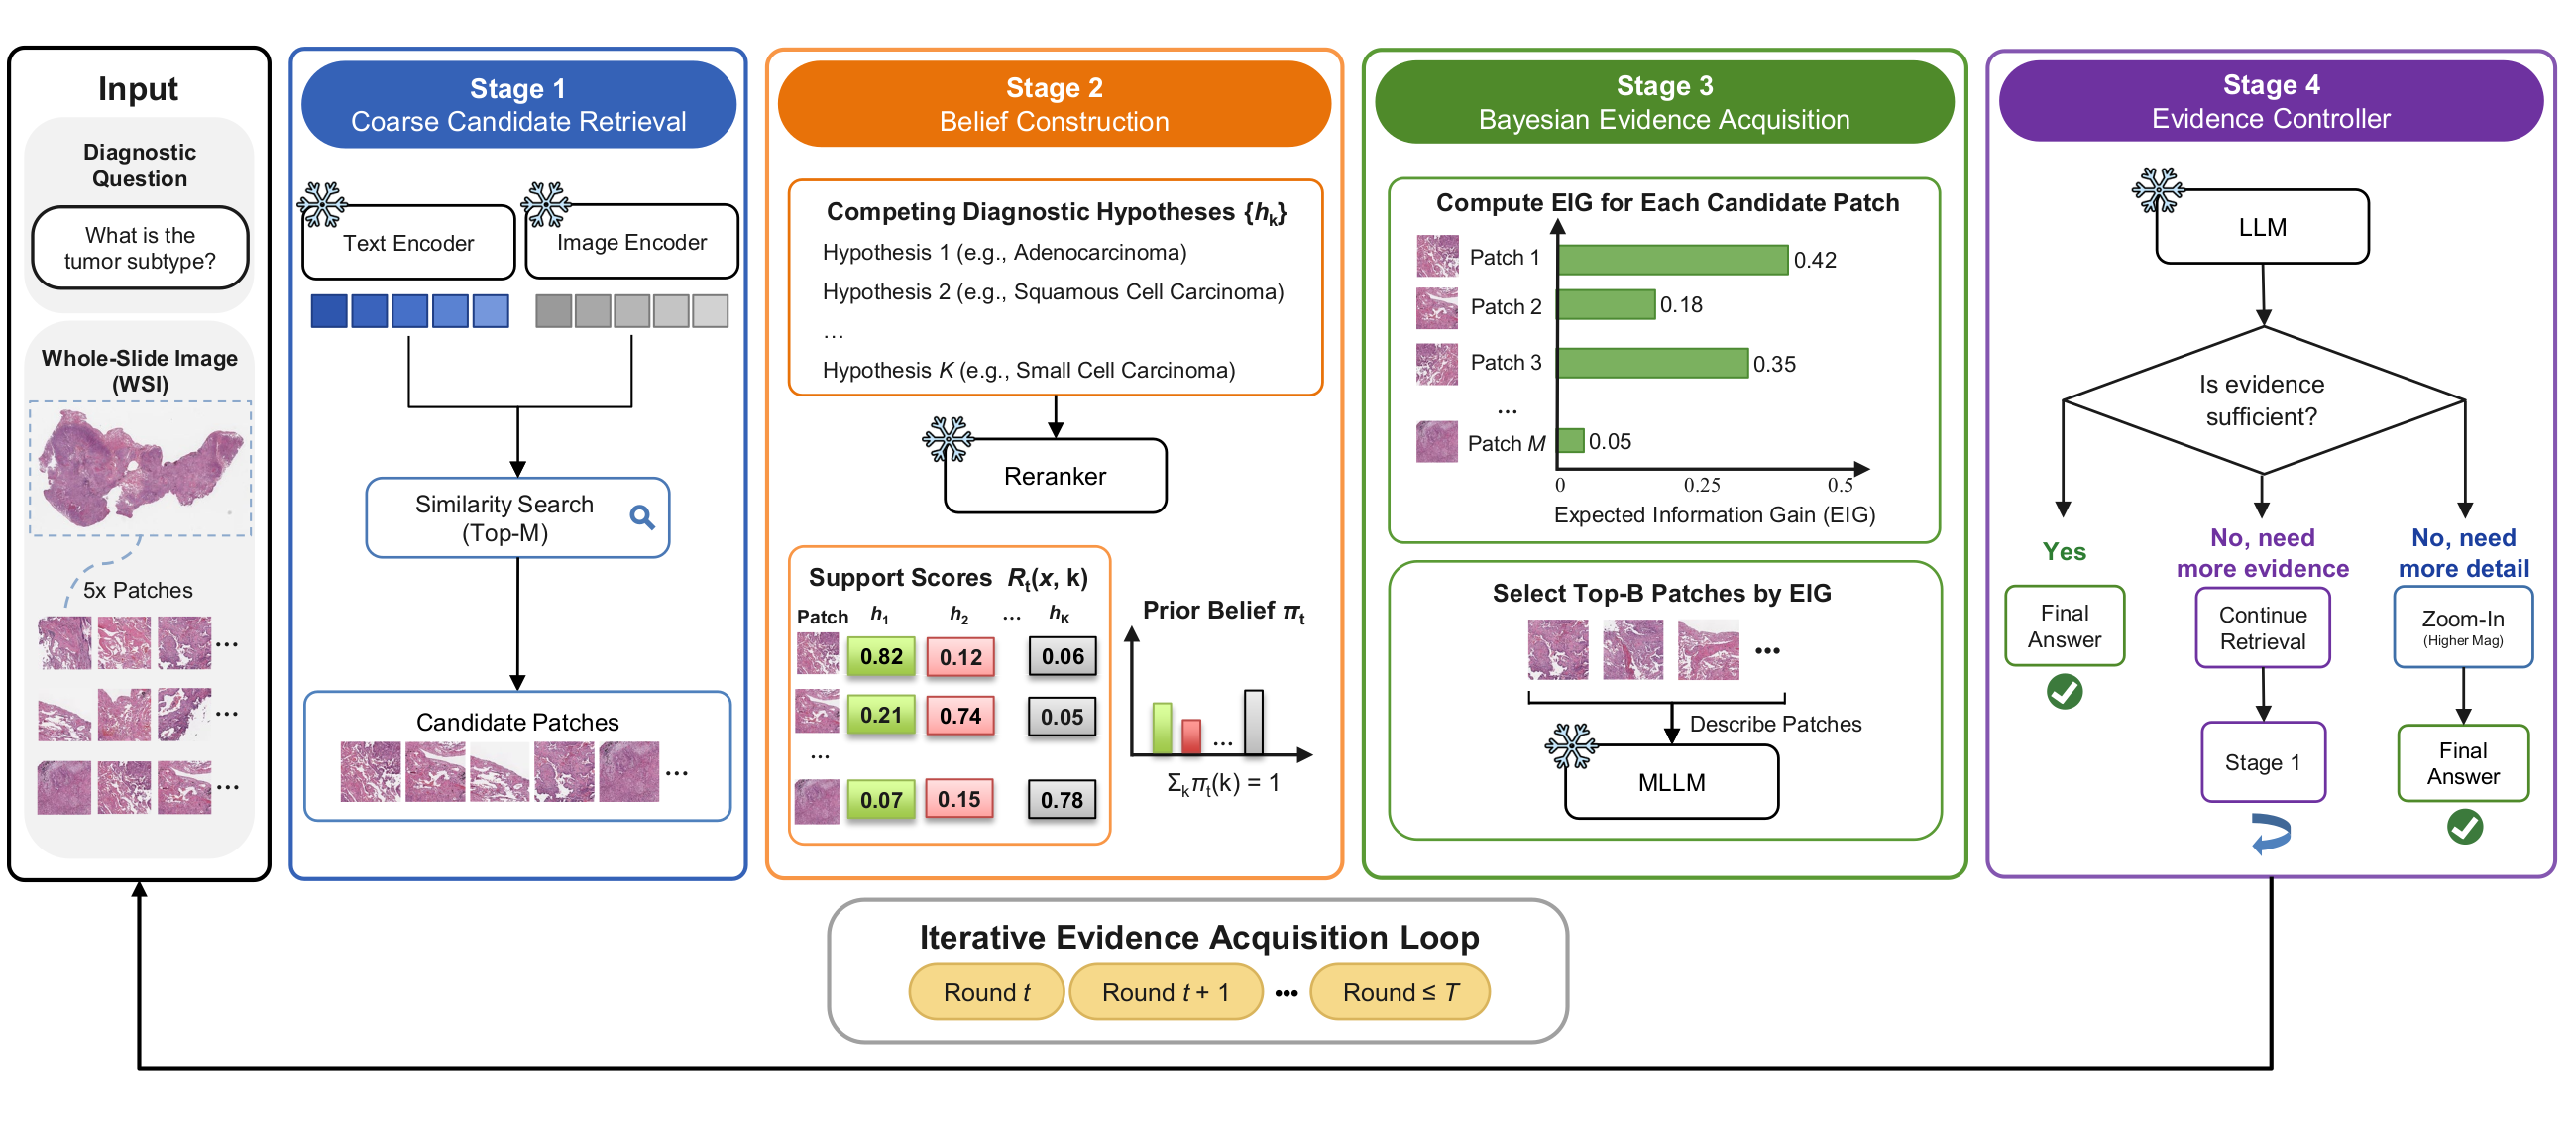 Input
Diagnostic
Question
What is the
tumor subtype?
Whole-Slide Image
(WSI)
5x Patches
...
...
...
Stage 1
Coarse Candidate Retrieval
Text Encoder
Image Encoder
Similarity Search
(Top-M)
Candidate Patches
...
Stage 2
Belief Construction
Competing Diagnostic Hypotheses {hₖ}
Hypothesis 1 (e.g., Adenocarcinoma)
Hypothesis 2 (e.g., Squamous Cell Carcinoma)
...
Hypothesis K (e.g., Small Cell Carcinoma)
Reranker
Support Scores Rₜ(x, k)
Patch h₁ h₂ ... h_K
0.82 0.12 0.06
0.21 0.74 0.05
...
0.07 0.15 0.78
Prior Belief πₜ
...
Σₖπₜ(k) = 1
Stage 3
Bayesian Evidence Acquisition
Compute EIG for Each Candidate Patch
Patch 1 0.42
Patch 2 0.18
Patch 3 0.35
...
Patch M 0.05
0 0.25 0.5
Expected Information Gain (EIG)
Select Top-B Patches by EIG
...
Describe Patches
MLLM
Stage 4
Evidence Controller
LLM
Is evidence
sufficient?
Yes
Final
Answer
No, need
more evidence
Continue
Retrieval
Stage 1
No, need
more detail
Zoom-In
(Higher Mag)
Final
Answer
Iterative Evidence Acquisition Loop
Round t Round t + 1 ... Round ≤ T